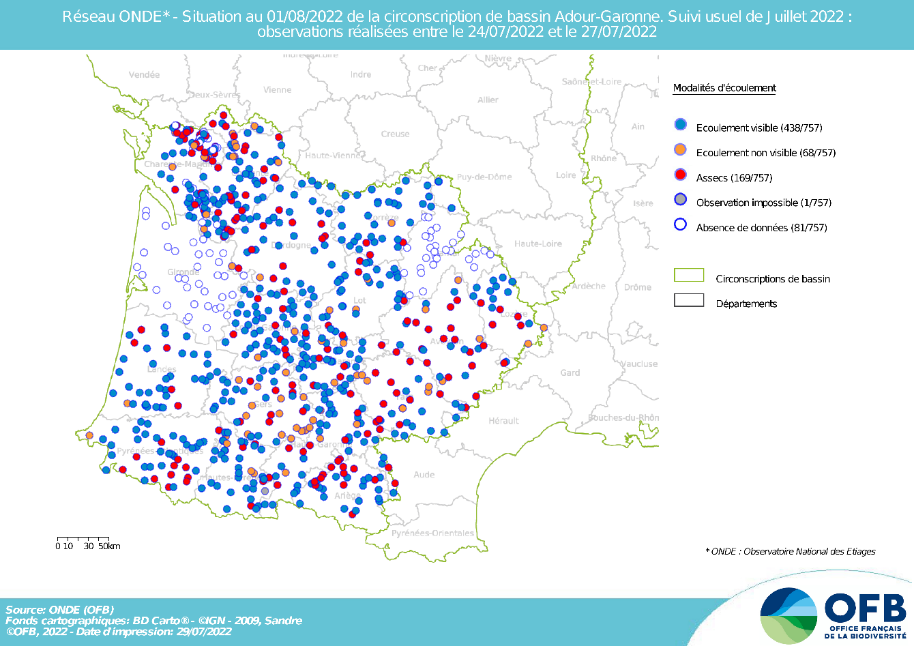 Réseau ONDE* - Situation au 01/08/2022 de la circonscription de bassin Adour-Garonne. Suivi usuel de Juillet 2022 :
observations réalisées entre le 24/07/2022 et le 27/07/2022
Vendée
Deux-Sèvres
Vienne
Indre
Cher
Nièvre
Saône-et-Loire
Allier
Ain
Creuse
Haute-Vienne
Rhône
Puy-de-Dôme
Loire
Isère
Haute-Loire
Gironde
Lot
Ardèche
Drôme
Landes
Vaucluse
Gard
Gers
Hérault
Bouches-du-Rhôn
Aude
Ariège
Pyrénées-Orientales
Modalités d'écoulement
Ecoulement visible (438/757)
Ecoulement non visible (68/757)
Assecs (169/757)
Observation impossible (1/757)
Absence de données (81/757)
Circonscriptions de bassin
Départements
0 10 30 50km
* ONDE : Observatoire National des Etiages
Source: ONDE (OFB)
Fonds cartographiques: BD Carto® - ©IGN - 2009, Sandre
©OFB, 2022 - Date d'impression: 29/07/2022
OFB
OFFICE FRANÇAIS
DE LA BIODIVERSITÉ